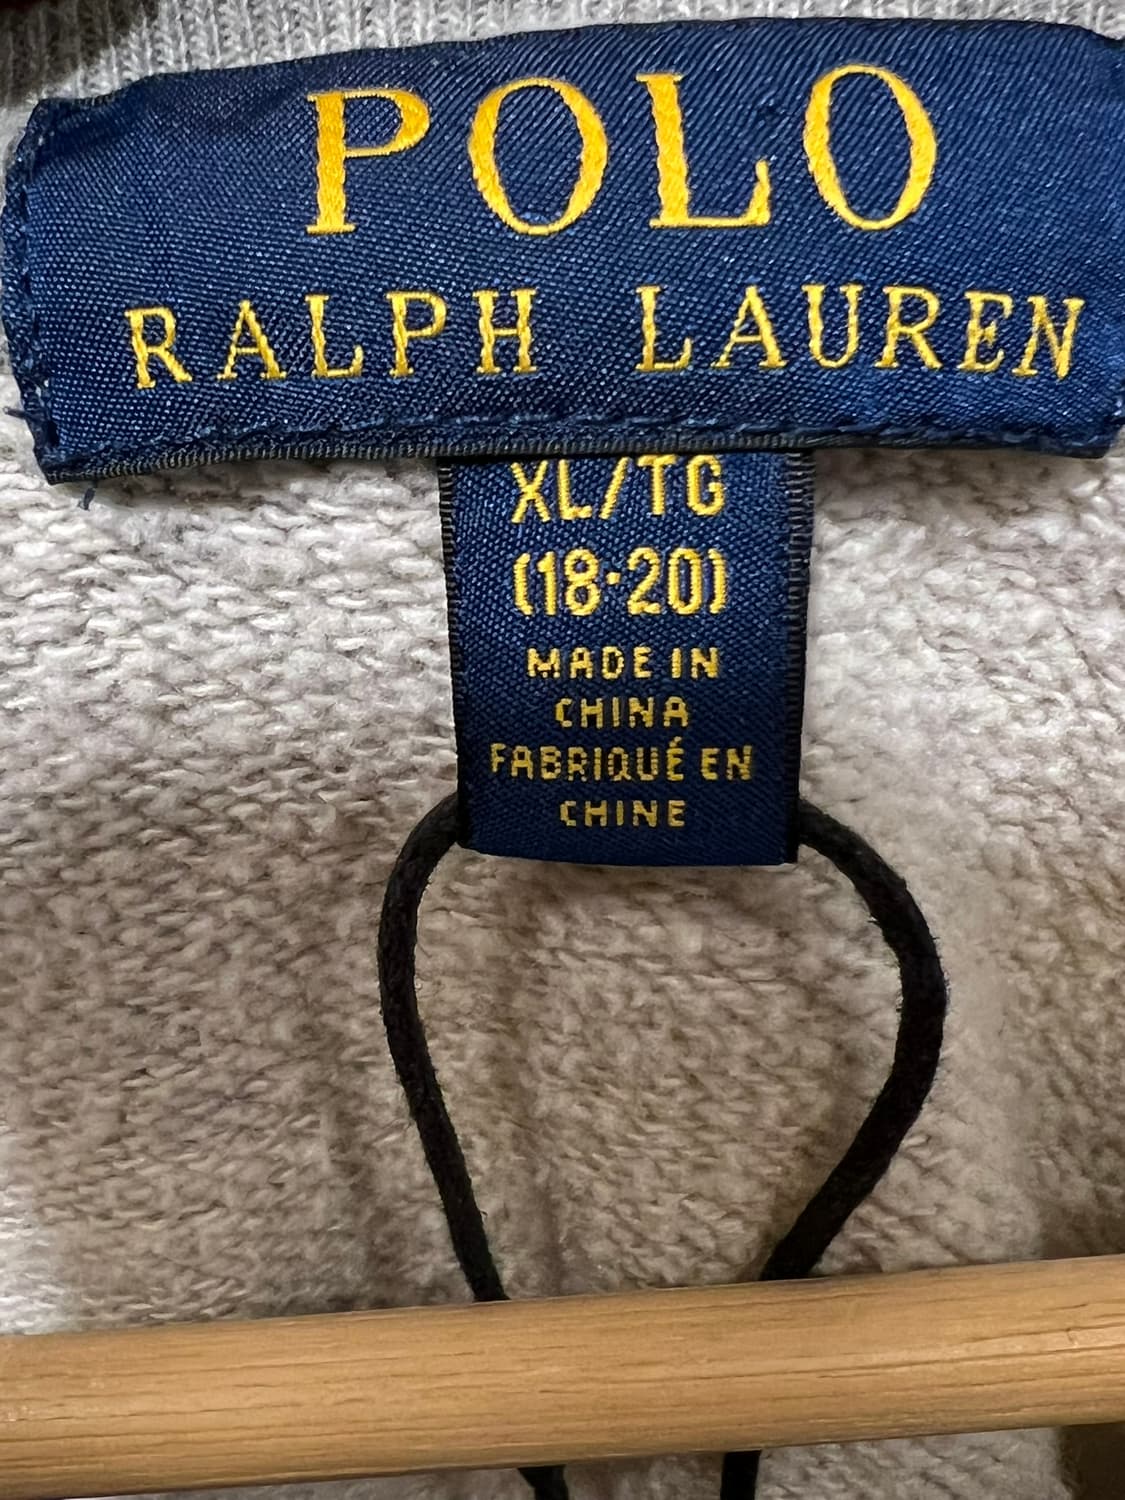 POLO
RALPH LAUREN
XL/TG
(18-20)
MADE IN
CHINA
FABRIQUÉ EN
CHINE